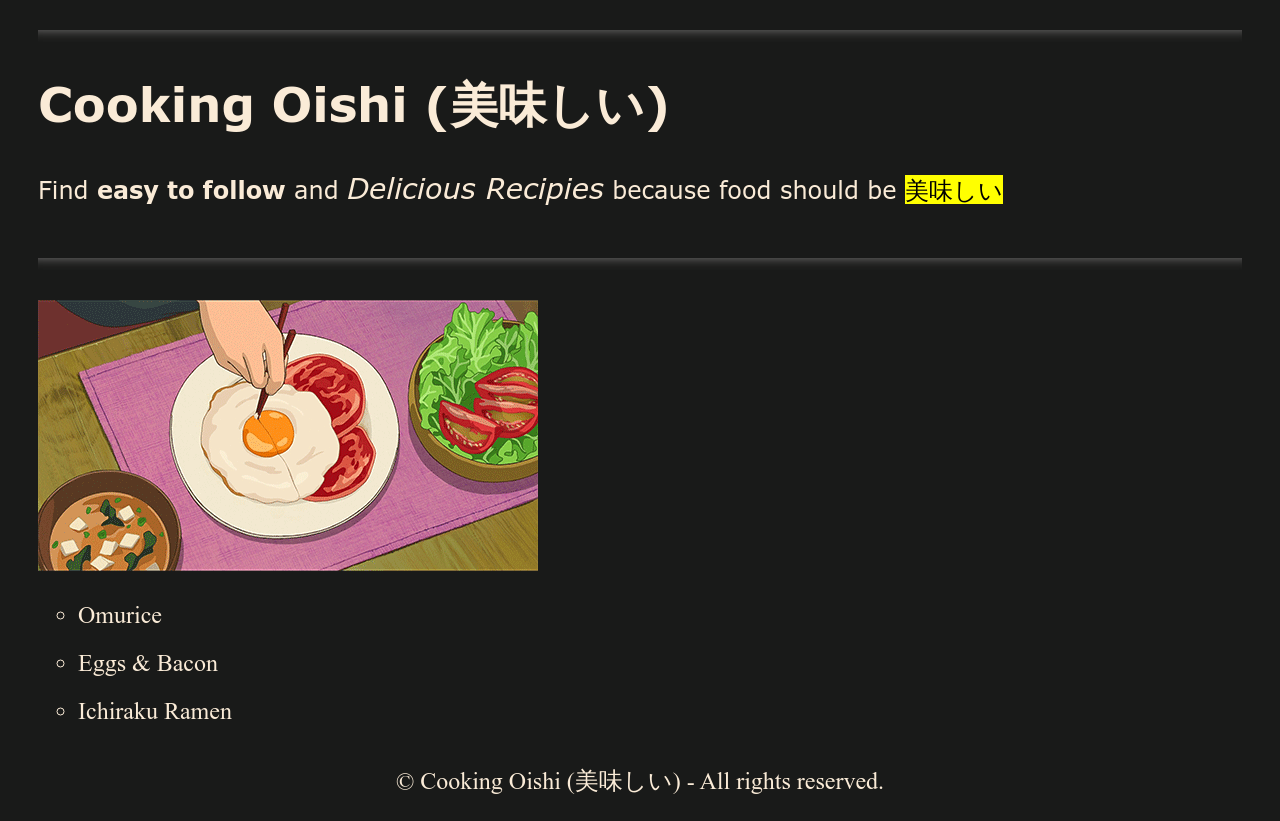 Cooking Oishi (美味しい)
Find easy to follow and Delicious Recipies because food should be 美味しい
Omurice
Eggs & Bacon
Ichiraku Ramen
© Cooking Oishi (美味しい) - All rights reserved.